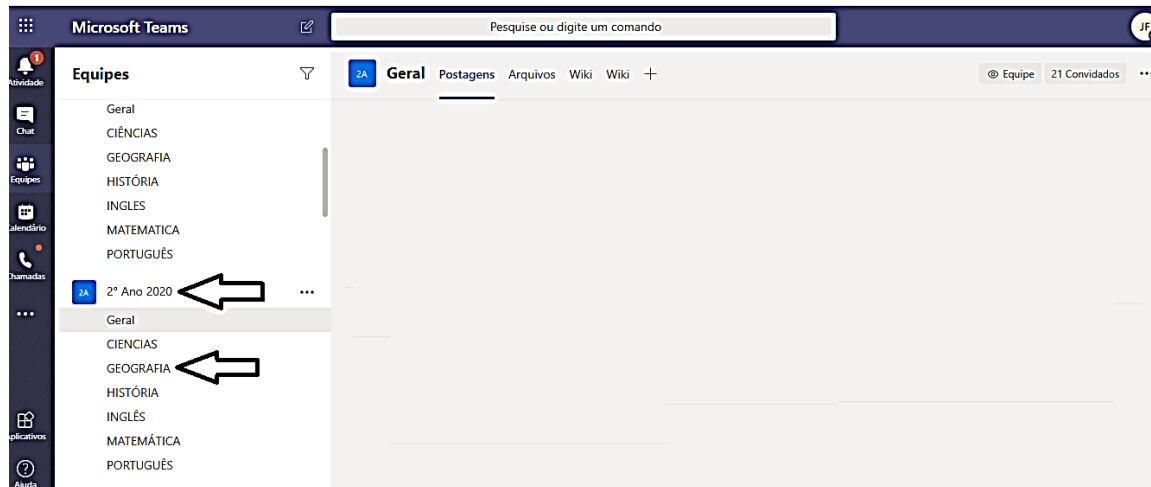 Microsoft Teams
Pesquise ou digite um comando
JF
1
Atividade
Chat
Equipes
Calendário
Chamadas
Aplicativos
Ajuda
Equipes
Geral
CIÊNCIAS
GEOGRAFIA
HISTÓRIA
INGLES
MATEMATICA
PORTUGUÊS
2A 2° Ano 2020 ...
Geral
CIENCIAS
GEOGRAFIA
HISTÓRIA
INGLÊS
MATEMÁTICA
PORTUGUÊS
2A Geral Postagens Arquivos Wiki Wiki +
Equipe 21 Convidados ...